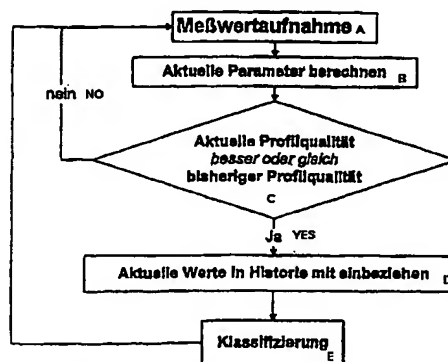 Meßwertaufnahme A
Aktuelle Parameter berechnen B
nein NO
Aktuelle Profilqualität
besser oder gleich
bisheriger Profilqualität
C
Ja YES
Aktuelle Werte in Historie mit einbeziehen D
Klassifizierung E